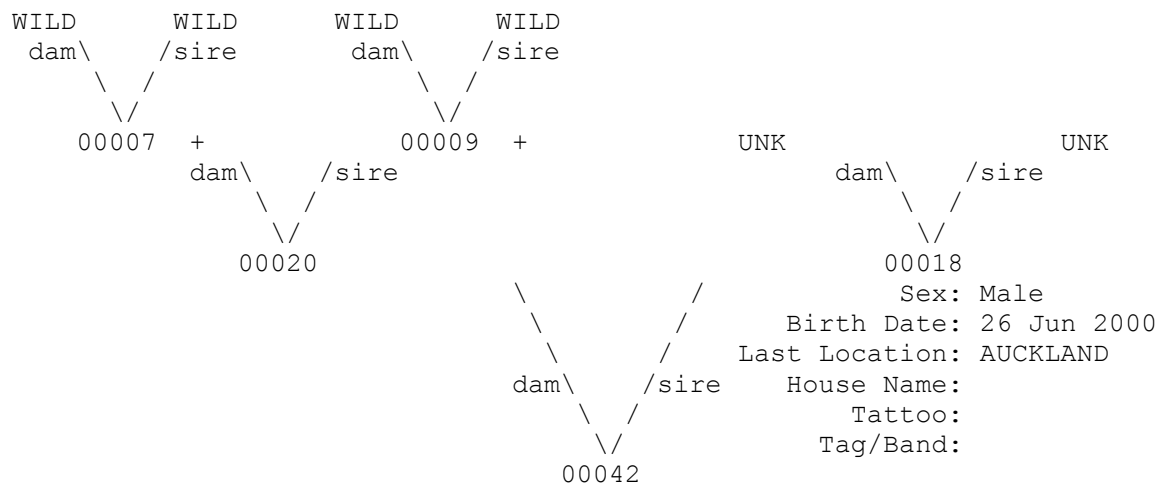 WILD WILD WILD WILD
dam\ /sire dam\ /sire
\ / \ /
\/ \/
00007 + 00009 + UNK UNK
dam\ /sire dam\ /sire
\ / \ /
\/ \/
00020 00018
\ / Sex: Male
\ / Birth Date: 26 Jun 2000
\ / Last Location: AUCKLAND
dam\ /sire House Name:
\ / Tattoo:
\/ Tag/Band:
00042